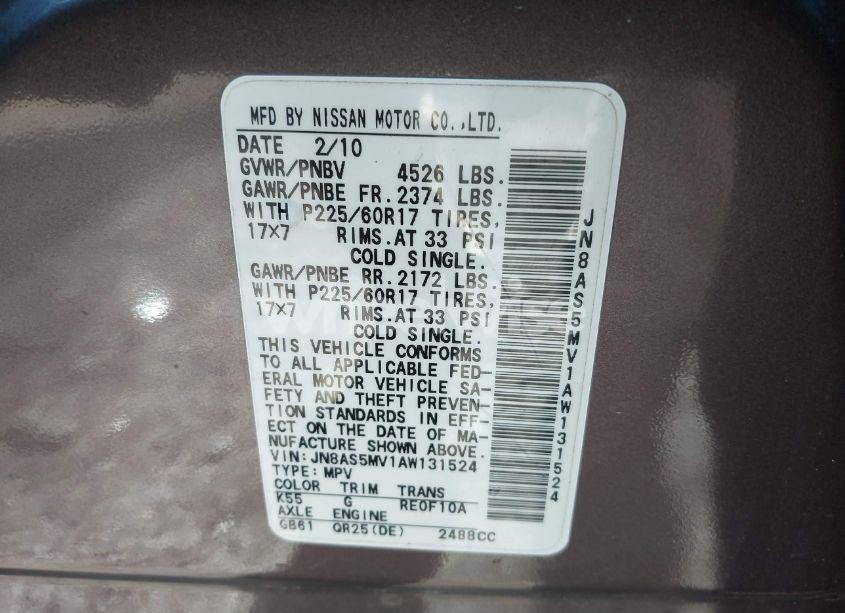 MFD BY NISSAN MOTOR CO.,LTD.
DATE 2/10
GVWR/PNBV 4526 LBS.
GAWR/PNBE FR. 2374 LBS.
WITH P225/60R17 TIRES,
17X7 RIMS.AT 33 PSI
COLD SINGLE.
GAWR/PNBE RR. 2172 LBS.
WITH P225/60R17 TIRES,
17X7 RIMS.AT 33 PSI
COLD SINGLE.
THIS VEHICLE CONFORMS
TO ALL APPLICABLE FED-
ERAL MOTOR VEHICLE SA-
FETY AND THEFT PREVEN-
TION STANDARDS IN EFF-
ECT ON THE DATE OF MA-
NUFACTURE SHOWN ABOVE.
VIN: JN8AS5MV1AW131524
TYPE: MPV
COLOR TRIM TRANS
K55 G RE0F10A
AXLE ENGINE
GB61 QR25(DE) 2488CC
JN8AS5MV1AW131524